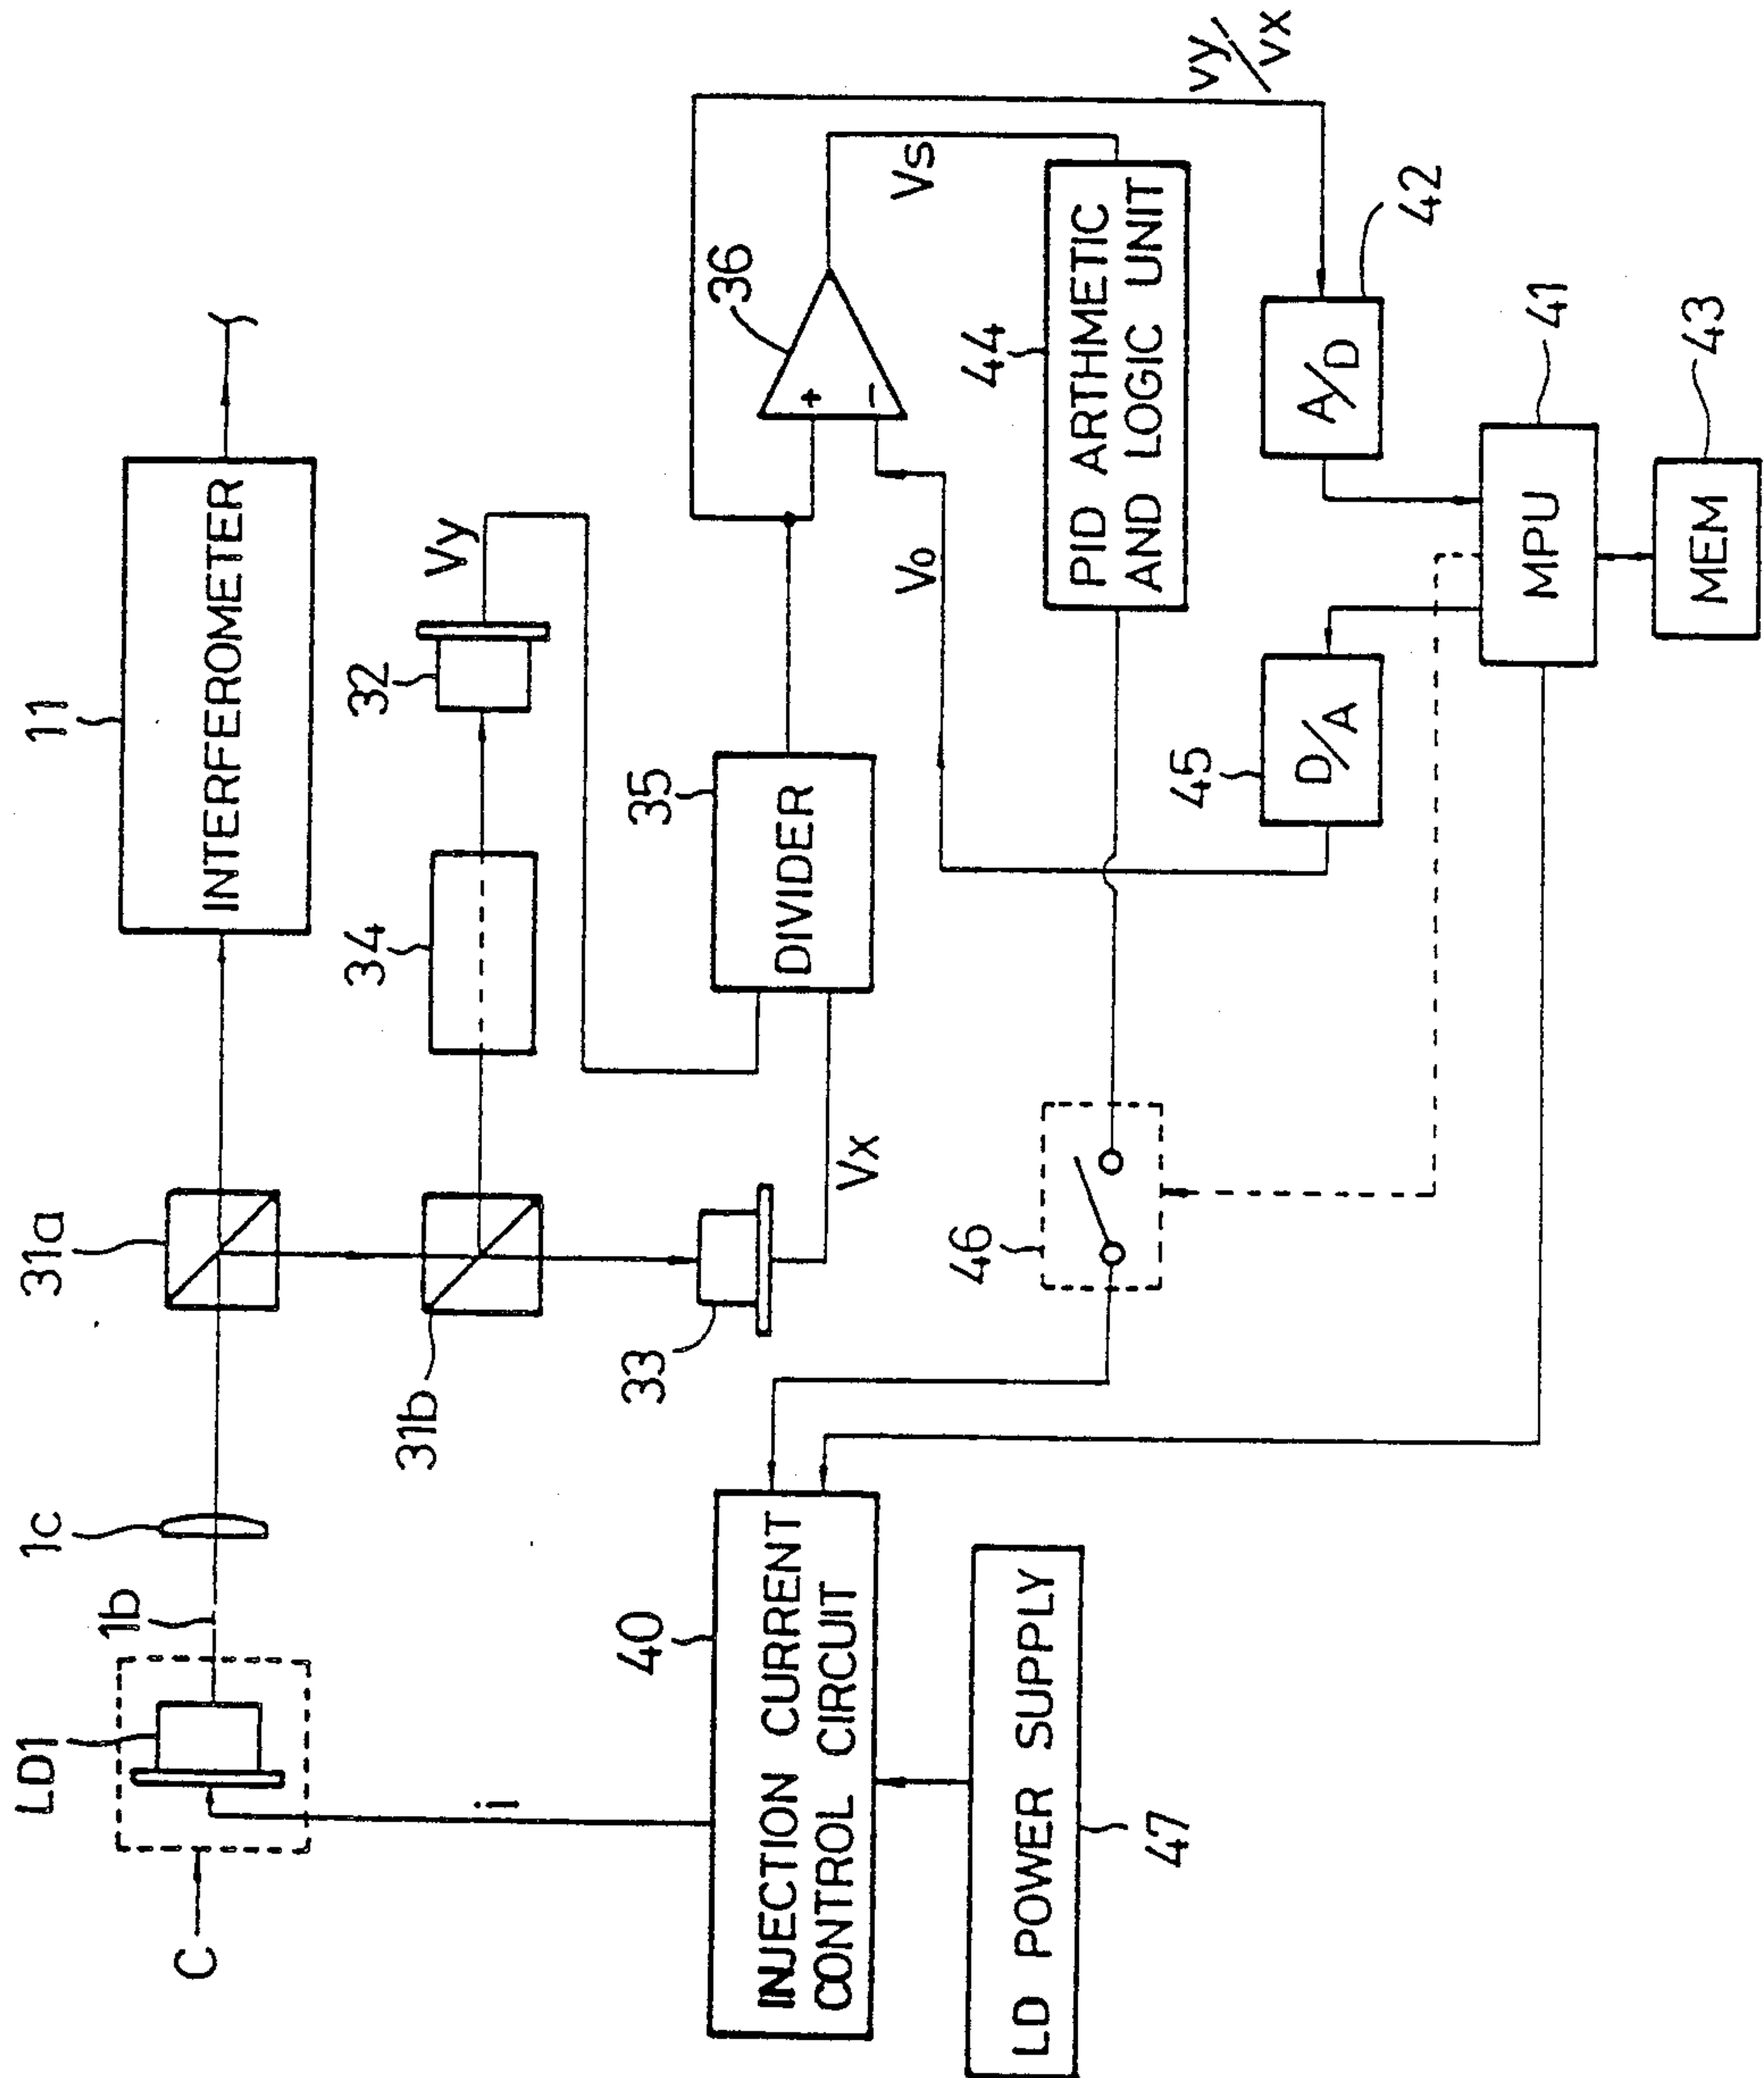 C
LD1
1b
1c
31a
11
INTERFEROMETER
i
31b
34
32
Vy
33
Vx
35
DIVIDER
36
+
−
Vs
vy/vx
40
INJECTION CURRENT
CONTROL CIRCUIT
46
V₀
44
PID ARTHMETIC
AND LOGIC UNIT
47
LD POWER SUPPLY
45
D/A
A/D
42
MPU
41
MEM
43